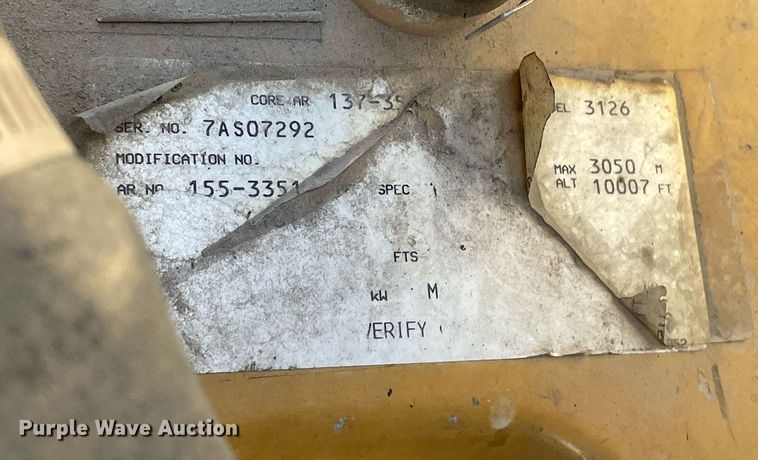 CORE AR 137-35
SER. NO. 7AS07292
MODIFICATION NO.
AR NO 155-3351 SPEC
EL 3126
MAX 3050 M
ALT 10007 FT
FTS
kW M
VERIFY
Purple Wave Auction